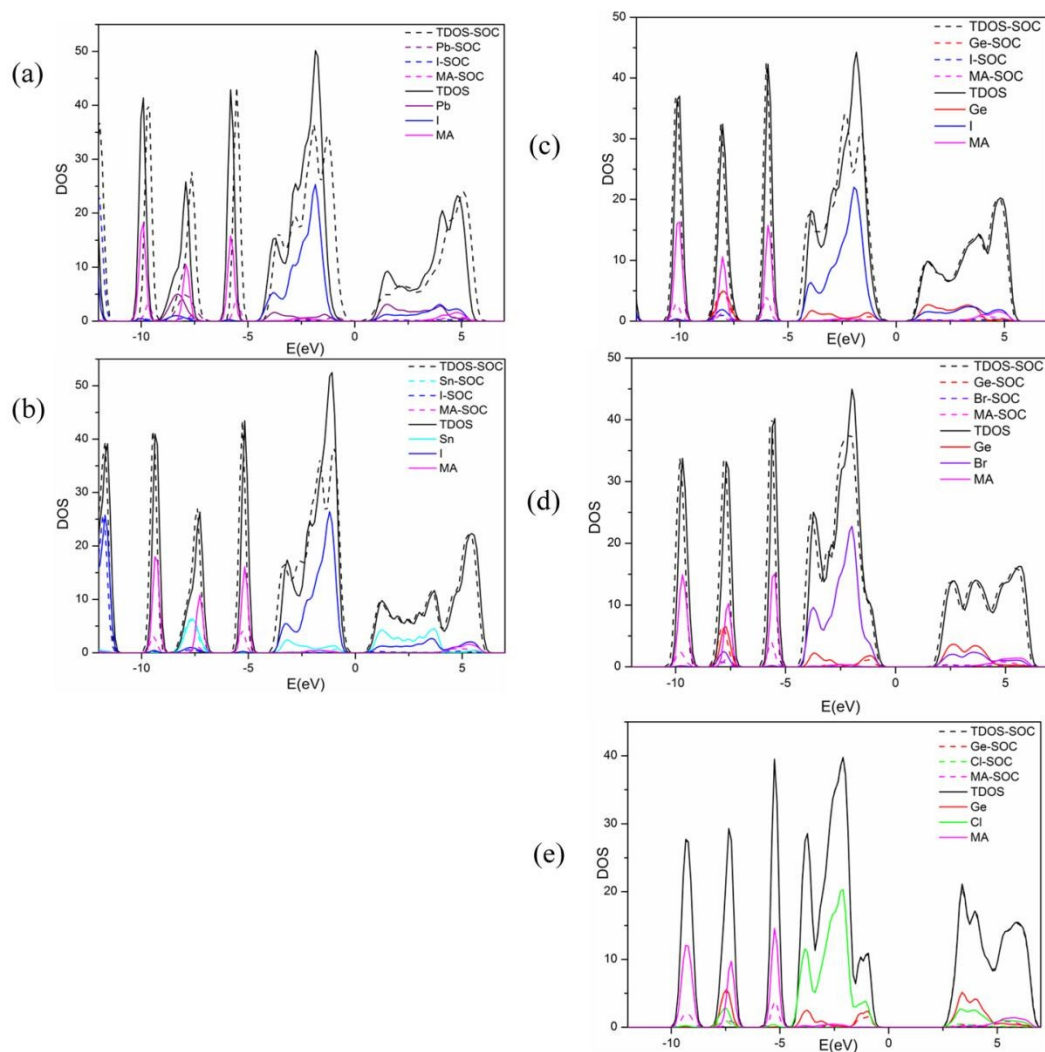 (a)
DOS
50
40
30
20
10
0
-10
-5
0
5
E(eV)
TDOS-SOC
Pb-SOC
I-SOC
MA-SOC
TDOS
Pb
I
MA
(b)
DOS
50
40
30
20
10
0
-10
-5
0
5
E(eV)
TDOS-SOC
Sn-SOC
I-SOC
MA-SOC
TDOS
Sn
I
MA
(c)
DOS
50
40
30
20
10
0
-10
-5
0
5
E(eV)
TDOS-SOC
Ge-SOC
I-SOC
MA-SOC
TDOS
Ge
I
MA
(d)
DOS
50
40
30
20
10
0
-10
-5
0
5
E(eV)
TDOS-SOC
Ge-SOC
Br-SOC
MA-SOC
TDOS
Ge
Br
MA
(e)
DOS
40
30
20
10
0
-10
-5
0
5
E(eV)
TDOS-SOC
Ge-SOC
Cl-SOC
MA-SOC
TDOS
Ge
Cl
MA